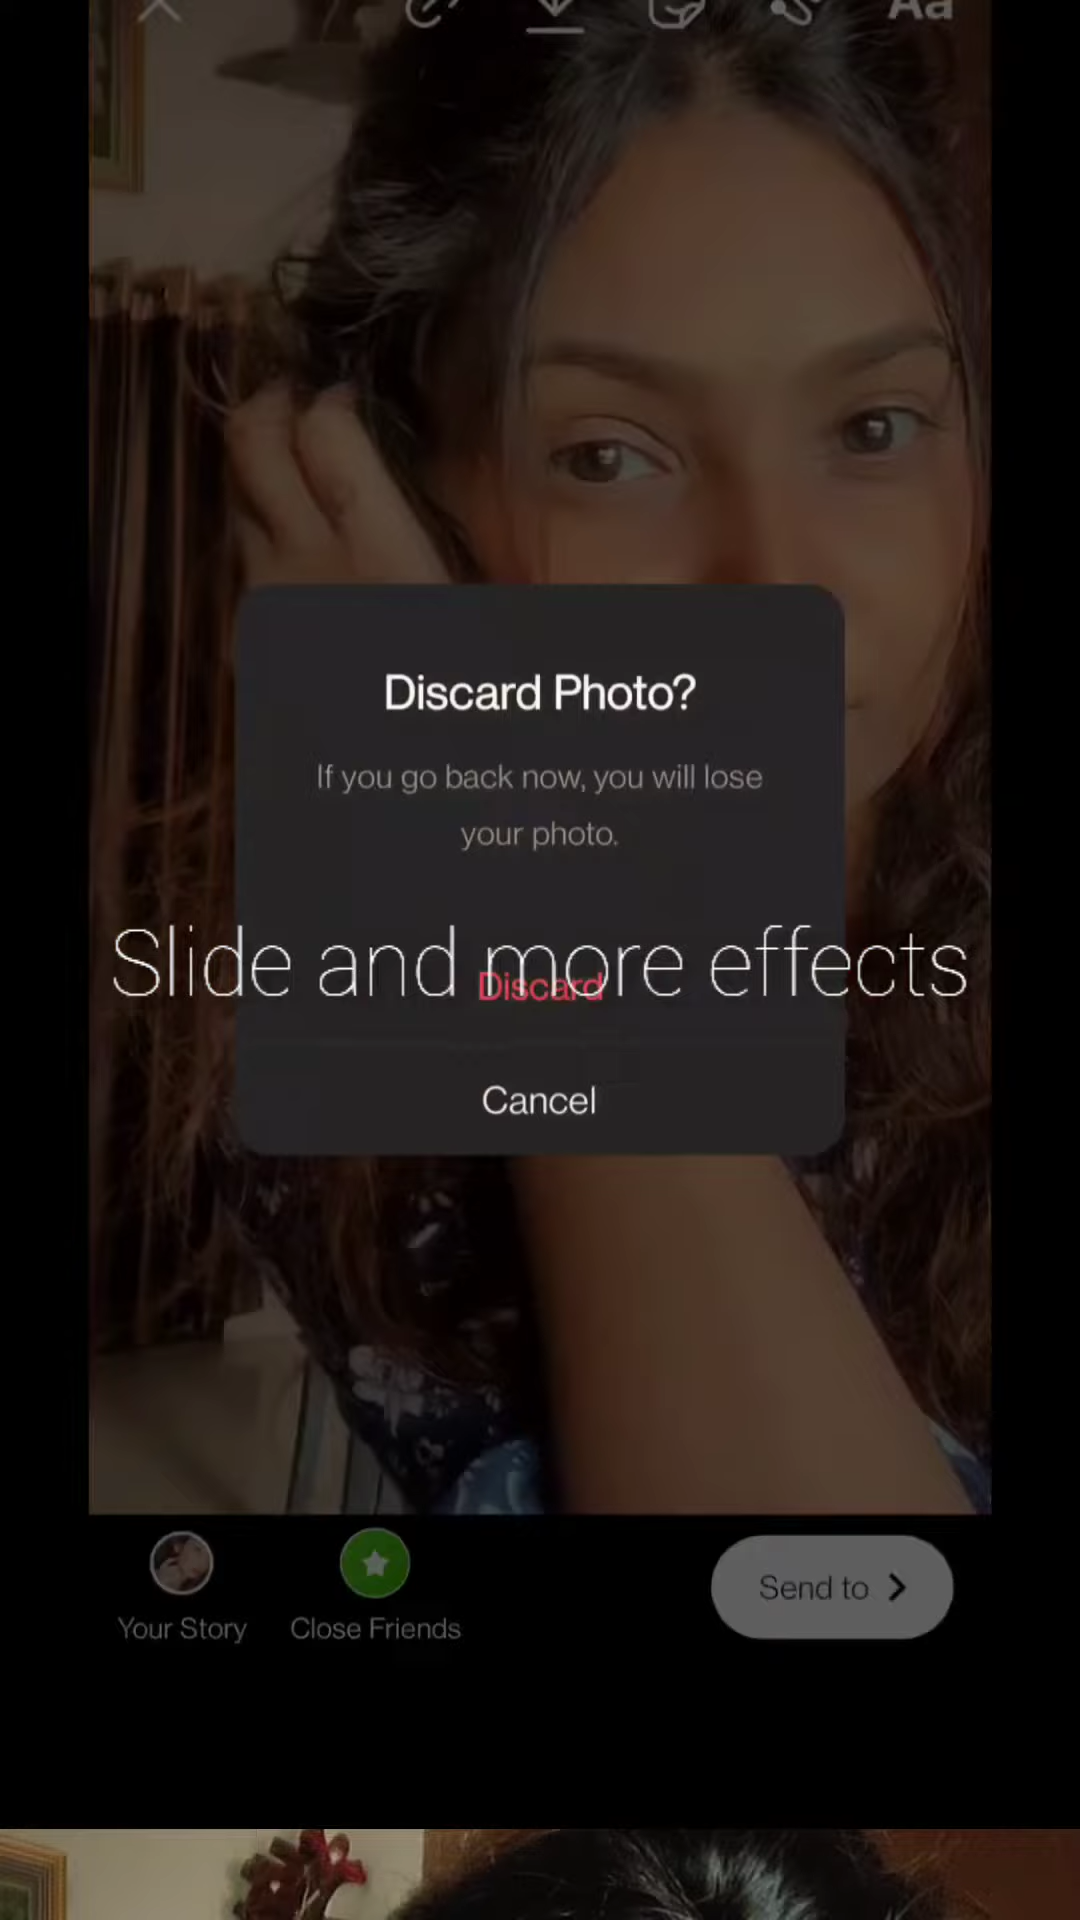 Aa
Discard Photo?
If you go back now, you will lose
your photo.
Slide and more effects
Discard
Cancel
Your Story
Close Friends
Send to